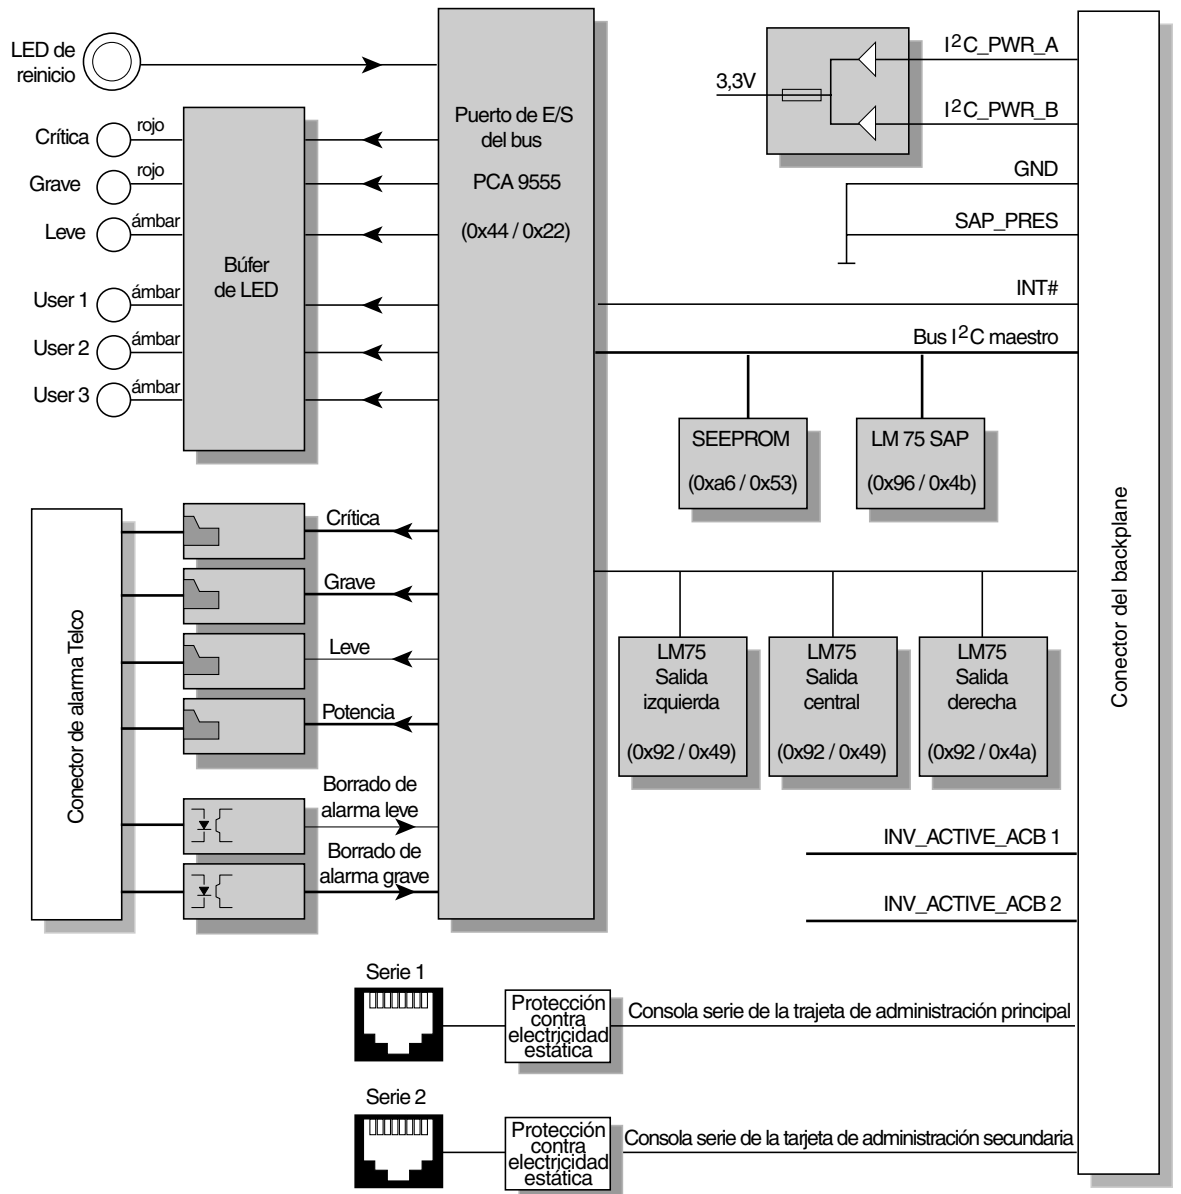 LED de
reinicio
Crítica
rojo
Grave
rojo
Leve
ámbar
User 1
ámbar
User 2
ámbar
User 3
ámbar
Búfer
de LED
Puerto de E/S
del bus
PCA 9555
(0x44 / 0x22)
3,3V
I2C_PWR_A
I2C_PWR_B
GND
SAP_PRES
INT#
Bus I2C maestro
SEEPROM
(0xa6 / 0x53)
LM 75 SAP
(0x96 / 0x4b)
Conector del backplane
Conector de alarma Telco
Crítica
Grave
Leve
Potencia
Borrado de
alarma leve
Borrado de
alarma grave
LM75
Salida
izquierda
(0x92 / 0x49)
LM75
Salida
central
(0x92 / 0x49)
LM75
Salida
derecha
(0x92 / 0x4a)
INV_ACTIVE_ACB 1
INV_ACTIVE_ACB 2
Serie 1
Protección
contra
electricidad
estática
Consola serie de la trajeta de administración principal
Serie 2
Protección
contra
electricidad
estática
Consola serie de la tarjeta de administración secundaria